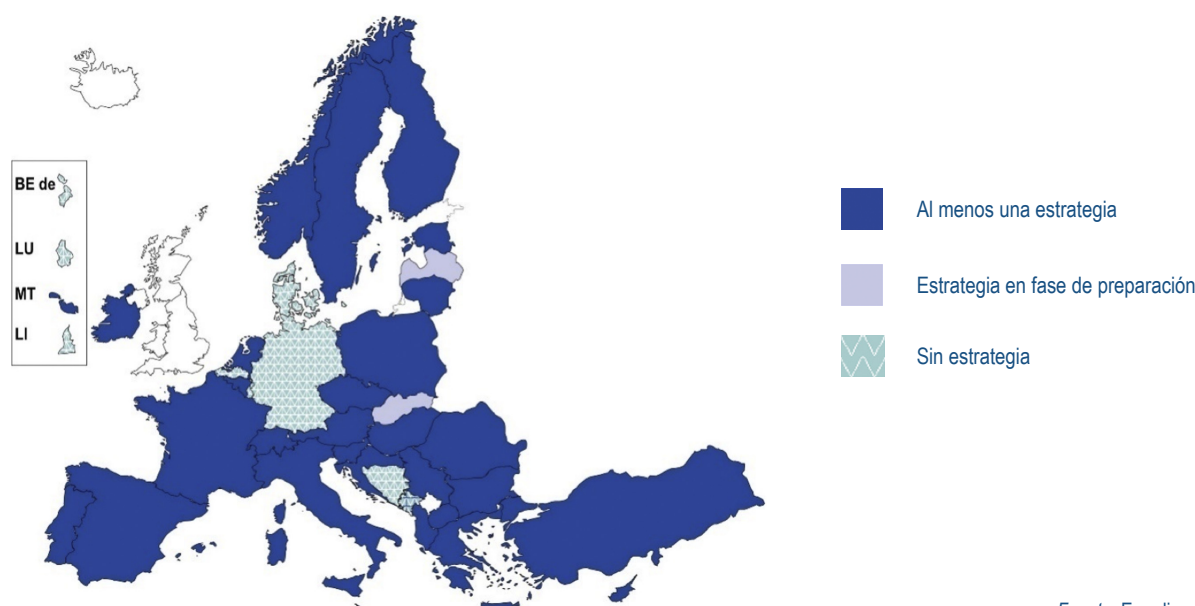 BE de
LU
MT
LI
Al menos una estrategia
Estrategia en fase de preparación
Sin estrategia